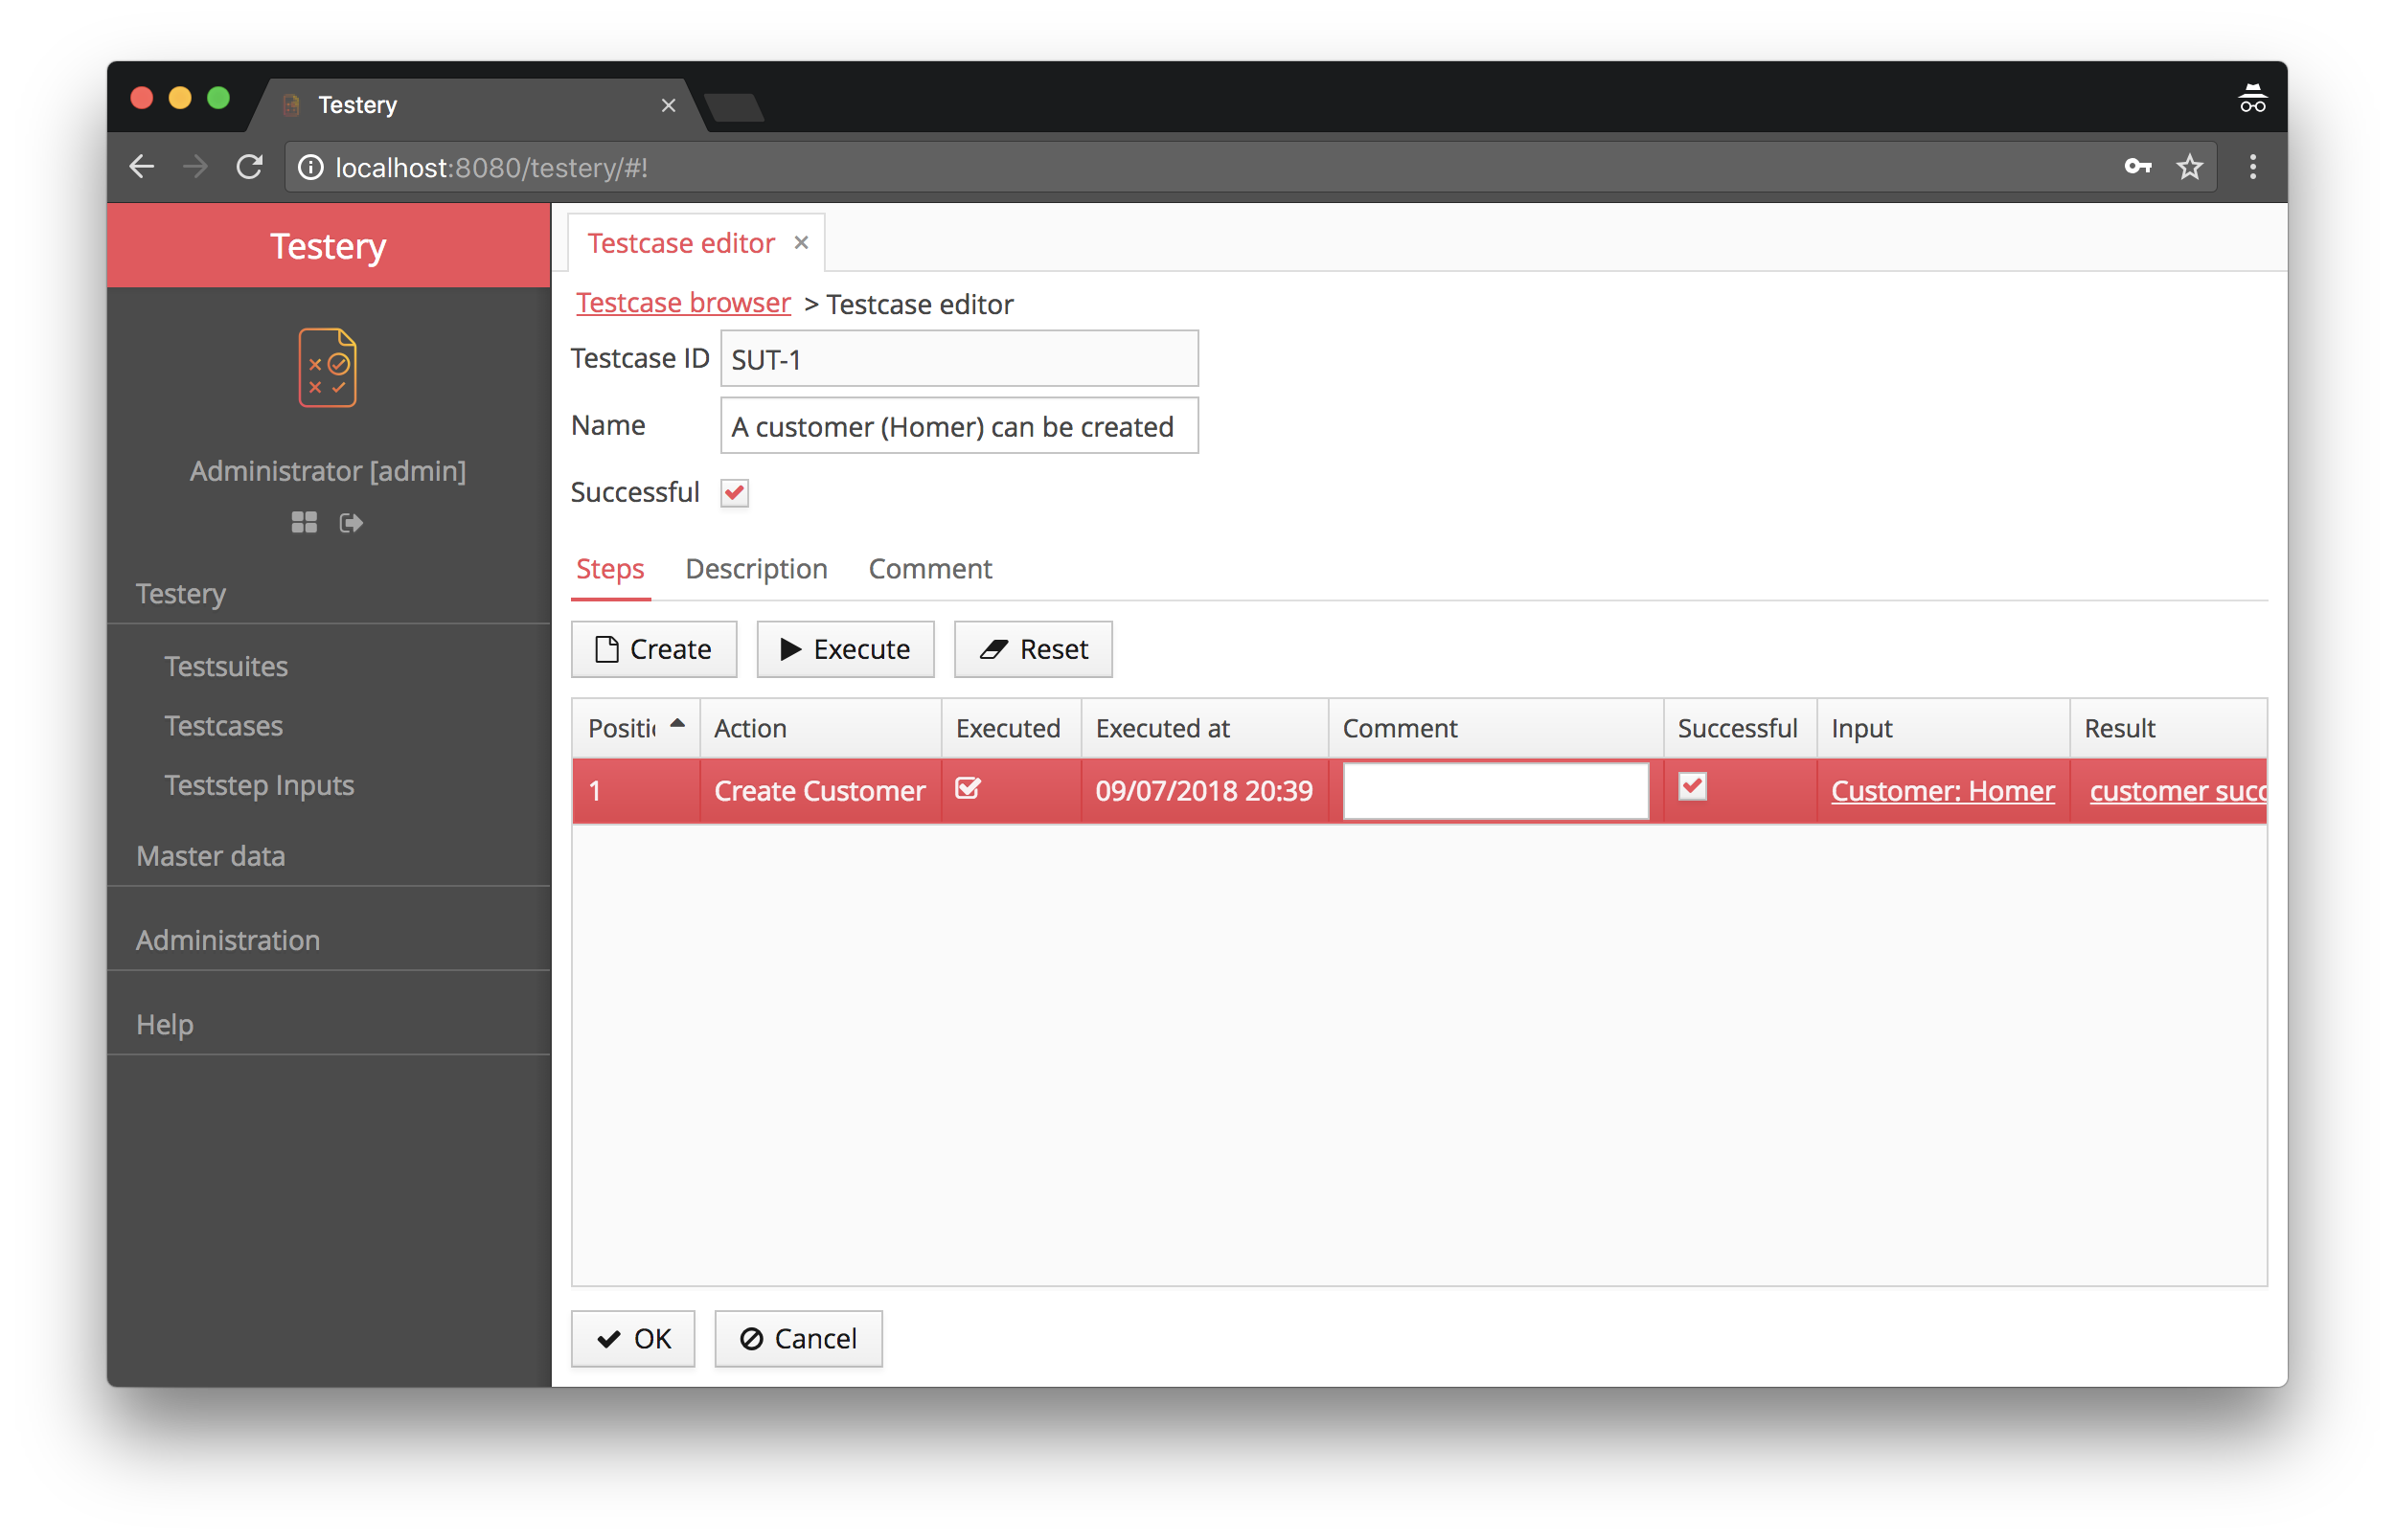 Testery
localhost:8080/testery/#!
Testery
Administrator [admin]
Testery
Testsuites
Testcases
Teststep Inputs
Master data
Administration
Help
Testcase editor
Testcase browser > Testcase editor
Testcase ID SUT-1
Name A customer (Homer) can be created
Successful
Steps Description Comment
Create Execute Reset
Action Executed Executed at Comment Successful Input Result
1 Create Customer 09/07/2018 20:39 Customer: Homer customer
OK Cancel